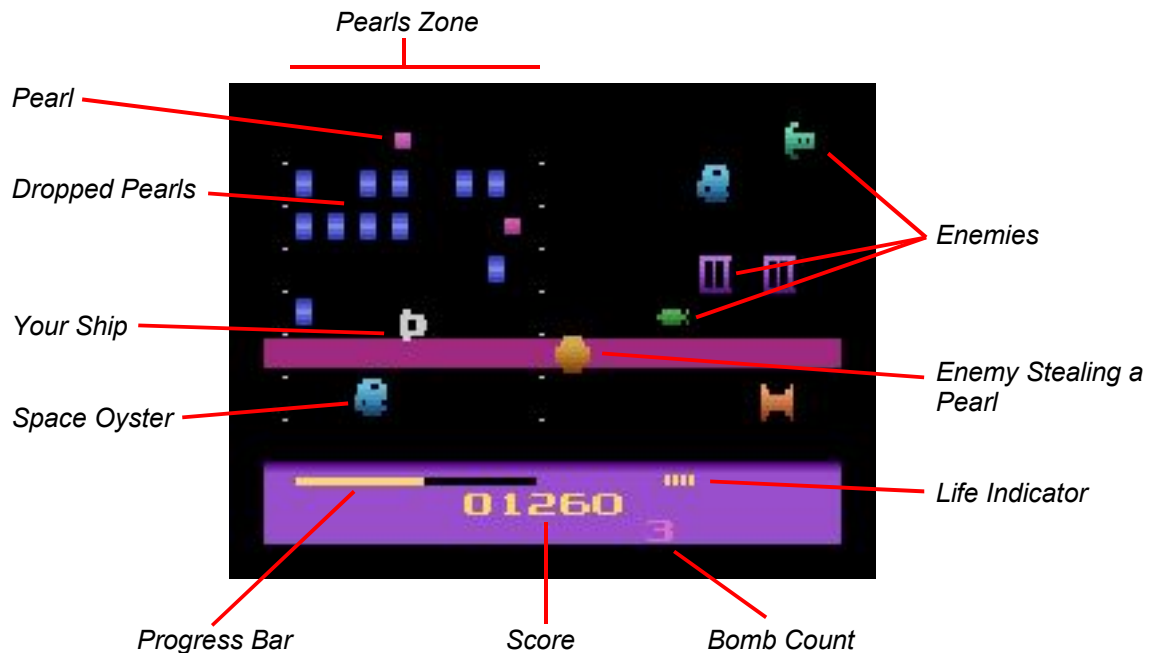 Pearls Zone
Pearl
Dropped Pearls
Enemies
Your Ship
Enemy Stealing a
Pearl
Space Oyster
Life Indicator
01260
3
Progress Bar
Score
Bomb Count